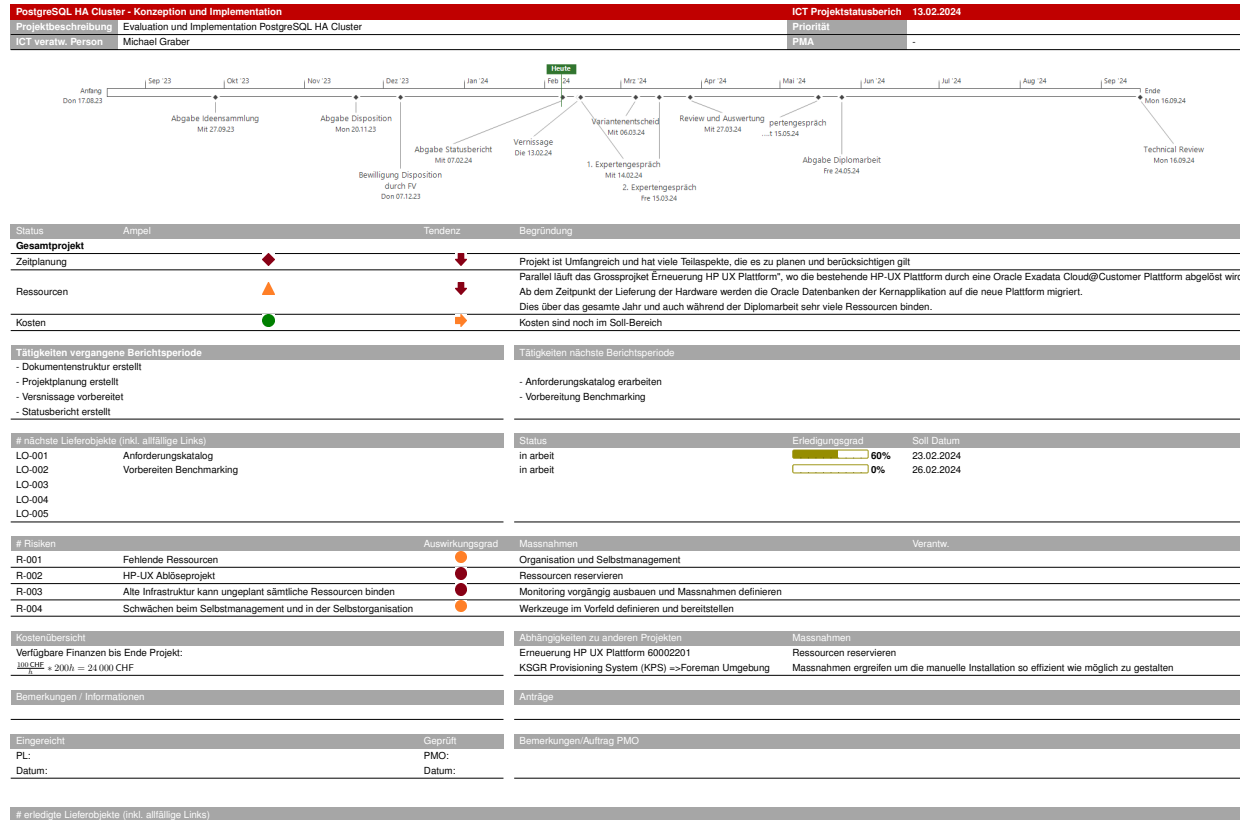 PostgreSQL HA Cluster - Konzeption und Implementation ICT Projektstatusberich 13.02.2024
Projektbeschreibung Evaluation und Implementation PostgreSQL HA Cluster Priorität
ICT veratw. Person Michael Graber PMA -
Heute
Sep '23 Okt '23 Nov '23 Dez '23 Jan '24 Feb '24 Mrz '24 Apr '24 Mai '24 Jun '24 Jul '24 Aug '24 Sep '24
Anfang
Don 17.08.23
Ende
Mon 16.09.24
Abgabe Ideensammlung
Mit 27.09.23
Abgabe Disposition
Mon 20.11.23
Bewilligung Disposition
durch FV
Don 07.12.23
Abgabe Statusbericht
Mit 07.02.24
Vernissage
Die 13.02.24
1. Expertengespräch
Mit 14.02.24
Variantenentscheid
Mit 06.03.24
2. Expertengespräch
Fre 15.03.24
Review und Auswertung
Mit 27.03.24
pertengespräch
....t 15.05.24
Abgabe Diplomarbeit
Fre 24.05.24
Technical Review
Mon 16.09.24
Status Ampel Tendenz Begründung
Gesamtprojekt
Zeitplanung Projekt ist Umfangreich und hat viele Teilaspekte, die es zu planen und berücksichtigen gilt
Parallel läuft das Grossprojket Ërneuerung HP UX Plattform", wo die bestehende HP-UX Plattform durch eine Oracle Exadata Cloud@Customer Plattform abgelöst wird
Ressourcen Ab dem Zeitpunkt der Lieferung der Hardware werden die Oracle Datenbanken der Kernapplikation auf die neue Plattform migriert.
Dies über das gesamte Jahr und auch während der Diplomarbeit sehr viele Ressourcen binden.
Kosten Kosten sind noch im Soll-Bereich
Tätigkeiten vergangene Berichtsperiode Tätigkeiten nächste Berichtsperiode
- Dokumentenstruktur erstellt
- Projektplanung erstellt - Anforderungskatalog erarbeiten
- Versnissage vorbereitet - Vorbereitung Benchmarking
- Statusbericht erstellt
# nächste Lieferobjekte (inkl. allfällige Links) Status Erledigungsgrad Soll Datum
LO-001 Anforderungskatalog in arbeit 60% 23.02.2024
LO-002 Vorbereiten Benchmarking in arbeit 0% 26.02.2024
LO-003
LO-004
LO-005
# Risiken Auswirkungsgrad Massnahmen Verantw.
R-001 Fehlende Ressourcen Organisation und Selbstmanagement
R-002 HP-UX Ablöseprojekt Ressourcen reservieren
R-003 Alte Infrastruktur kann ungeplant sämtliche Ressourcen binden Monitoring vorgängig ausbauen und Massnahmen definieren
R-004 Schwächen beim Selbstmanagement und in der Selbstorganisation Werkzeuge im Vorfeld definieren und bereitstellen
Kostenübersicht Abhängigkeiten zu anderen Projekten Massnahmen
Verfügbare Finanzen bis Ende Projekt: Erneuerung HP UX Plattform 60002201 Ressourcen reservieren
100 CHF/h * 200h = 24 000 CHF KSGR Provisioning System (KPS) =>Foreman Umgebung Massnahmen ergreifen um die manuelle Installation so effizient wie möglich zu gestalten
Bemerkungen / Informationen Anträge
Eingereicht Geprüft Bemerkungen/Auftrag PMO
PL: PMO:
Datum: Datum:
# erledigte Lieferobjekte (inkl. allfällige Links)